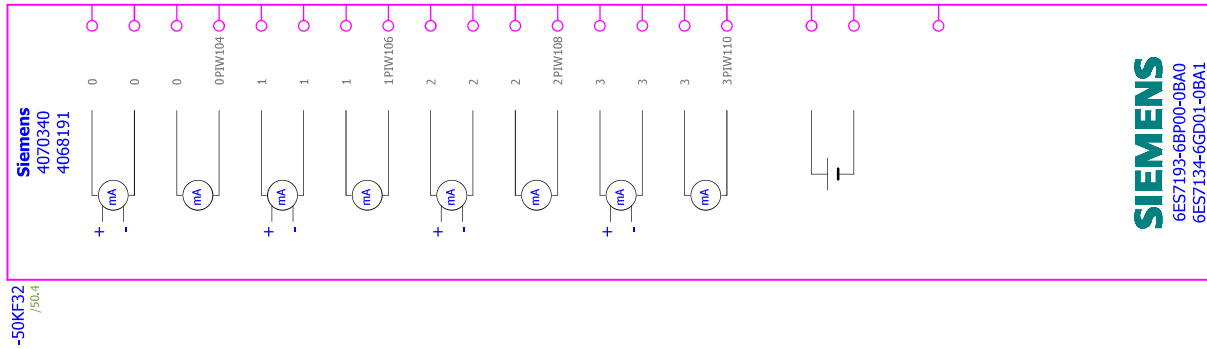 0
0
0
0PIW104
1
1
1
1PIW106
2
2
2
2PIW108
3
3
3
3PIW110
Siemens
4070340
4068191
mA
mA
mA
mA
mA
mA
mA
mA
+
-
+
-
+
-
+
-
SIEMENS
6ES7193-6BP00-0BA0
6ES7134-6GD01-0BA1
-50KF32
/50.4